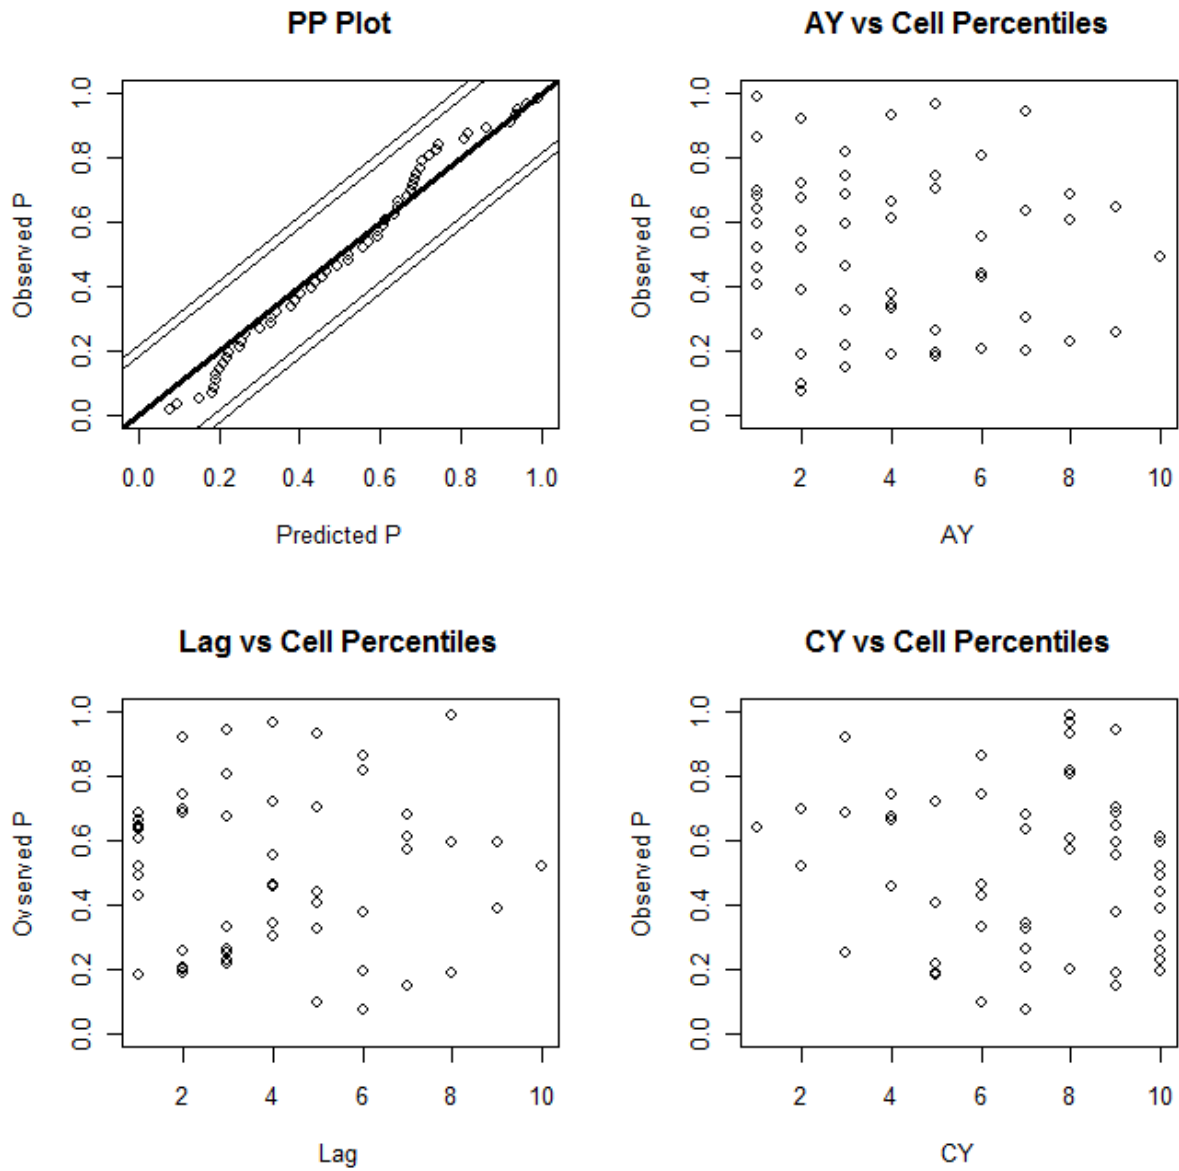 PP Plot
Observed P
1.0
0.8
0.6
0.4
0.2
0.0
0.0 0.2 0.4 0.6 0.8 1.0
Predicted P
AY vs Cell Percentiles
Observed P
1.0
0.8
0.6
0.4
0.2
0.0
2 4 6 8 10
AY
Lag vs Cell Percentiles
Ovserved P
1.0
0.8
0.6
0.4
0.2
0.0
2 4 6 8 10
Lag
CY vs Cell Percentiles
Observed P
1.0
0.8
0.6
0.4
0.2
0.0
2 4 6 8 10
CY